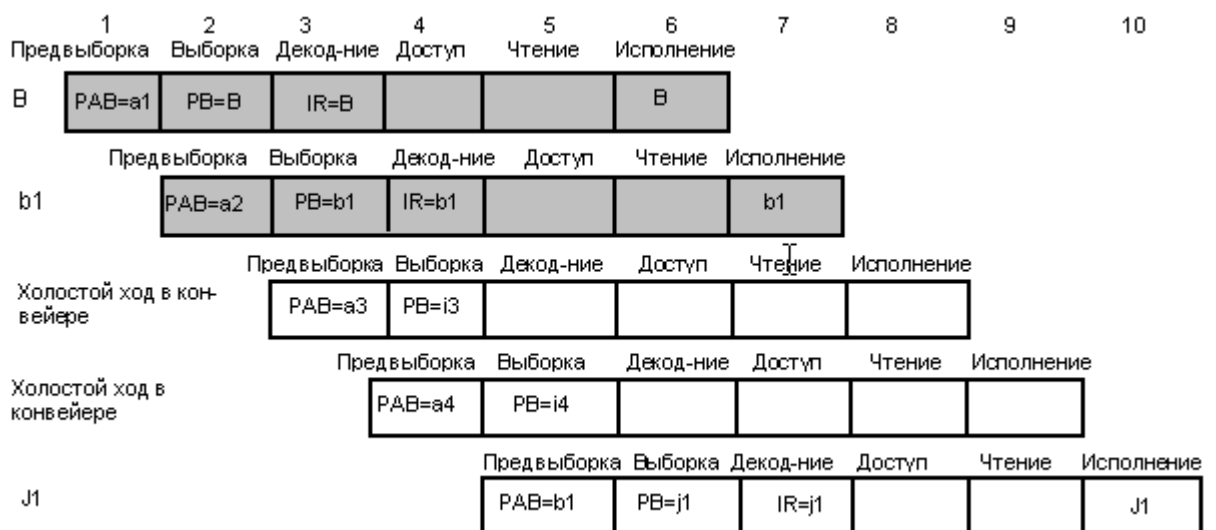 1 2 3 4 5 6 7 8 9 10
Предвыборка Выборка Декод-ние Доступ Чтение Исполнение
B PAB=a1 PB=B IR=B B
Предвыборка Выборка Декод-ние Доступ Чтение Исполнение
b1 PAB=a2 PB=b1 IR=b1 b1
Предвыборка Выборка Декод-ние Доступ Чтение Исполнение
Холостой ход в кон-
вейере
PAB=a3 PB=i3
Предвыборка Выборка Декод-ние Доступ Чтение Исполнение
Холостой ход в
конвейере
PAB=a4 PB=i4
Предвыборка Выборка Декод-ние Доступ Чтение Исполнение
J1 PAB=b1 PB=j1 IR=j1 J1